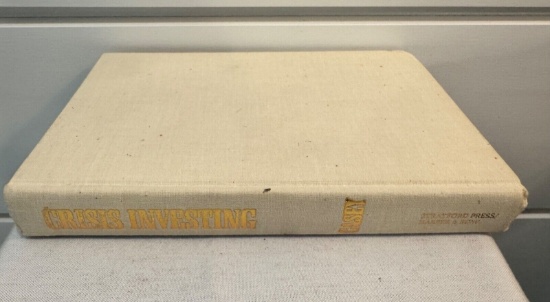 CRISIS INVESTING
CASEY
STRATFORD PRESS/
HARPER & ROW